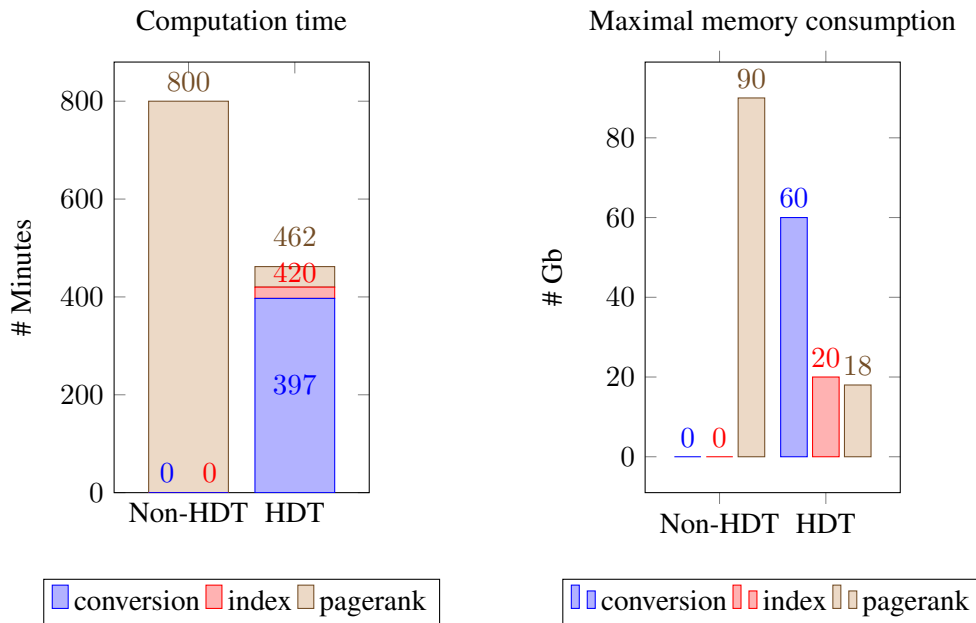 Computation time
800
800
600
400
200
0
# Minutes
462
420
397
0 0
Non-HDT HDT
conversion index pagerank
Maximal memory consumption
90
80
60
60
40
20
0
# Gb
20
18
0 0
Non-HDT HDT
conversion index pagerank